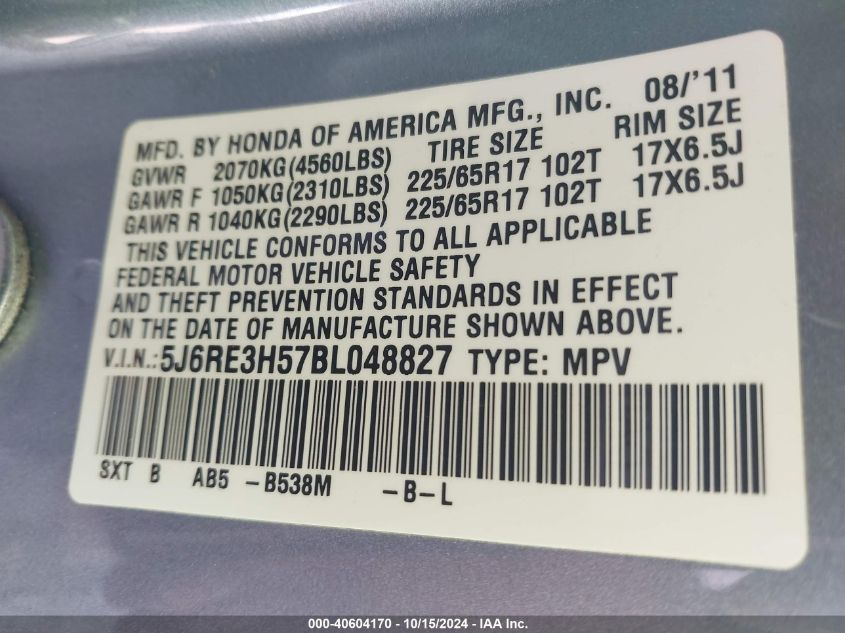 MFD. BY HONDA OF AMERICA MFG., INC. 08/'11
GVWR 2070KG(4560LBS) TIRE SIZE RIM SIZE
GAWR F 1050KG(2310LBS) 225/65R17 102T 17X6.5J
GAWR R 1040KG(2290LBS) 225/65R17 102T 17X6.5J
THIS VEHICLE CONFORMS TO ALL APPLICABLE
FEDERAL MOTOR VEHICLE SAFETY
AND THEFT PREVENTION STANDARDS IN EFFECT
ON THE DATE OF MANUFACTURE SHOWN ABOVE.
V.I.N.:5J6RE3H57BL048827 TYPE: MPV
SXT B AB5 -B538M -B-L
000-40604170 - 10/15/2024 - IAA Inc.